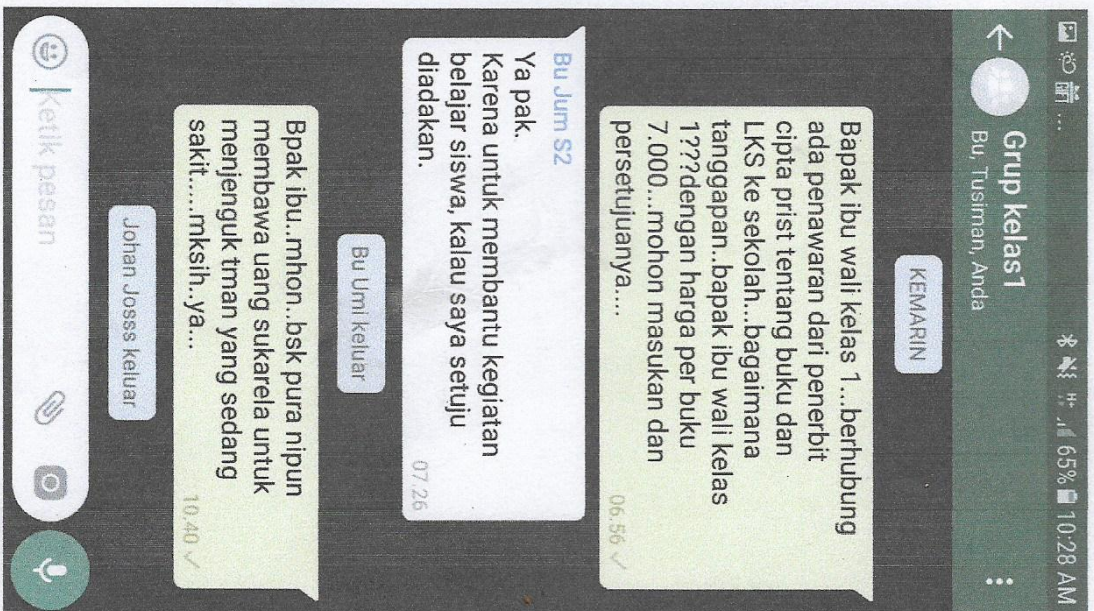 65% 10:28 AM
Grup kelas1
Bu, Tusiman, Anda
KEMARIN
Bapak ibu wali kelas 1...berhubung
ada penawaran dari penerbit
cipta prist tentang buku dan
LKS ke sekolah...bagaimana
tanggapan..bapak ibu wali kelas
1???dengan harga per buku
7.000...mohon masukan dan
persetujuanya....
06.56
Bu Jum S2
Ya pak.
Karena untuk membantu kegiatan
belajar siswa, kalau saya setuju
diadakan.
07.26
Bu Umi keluar
Bpak ibu..mhon..bsk pura nipun
membawa uang sukarela untuk
menjenguk tman yang sedang
sakit.....mksih..ya...
10.40
Johan Josss keluar
Ketik pesan